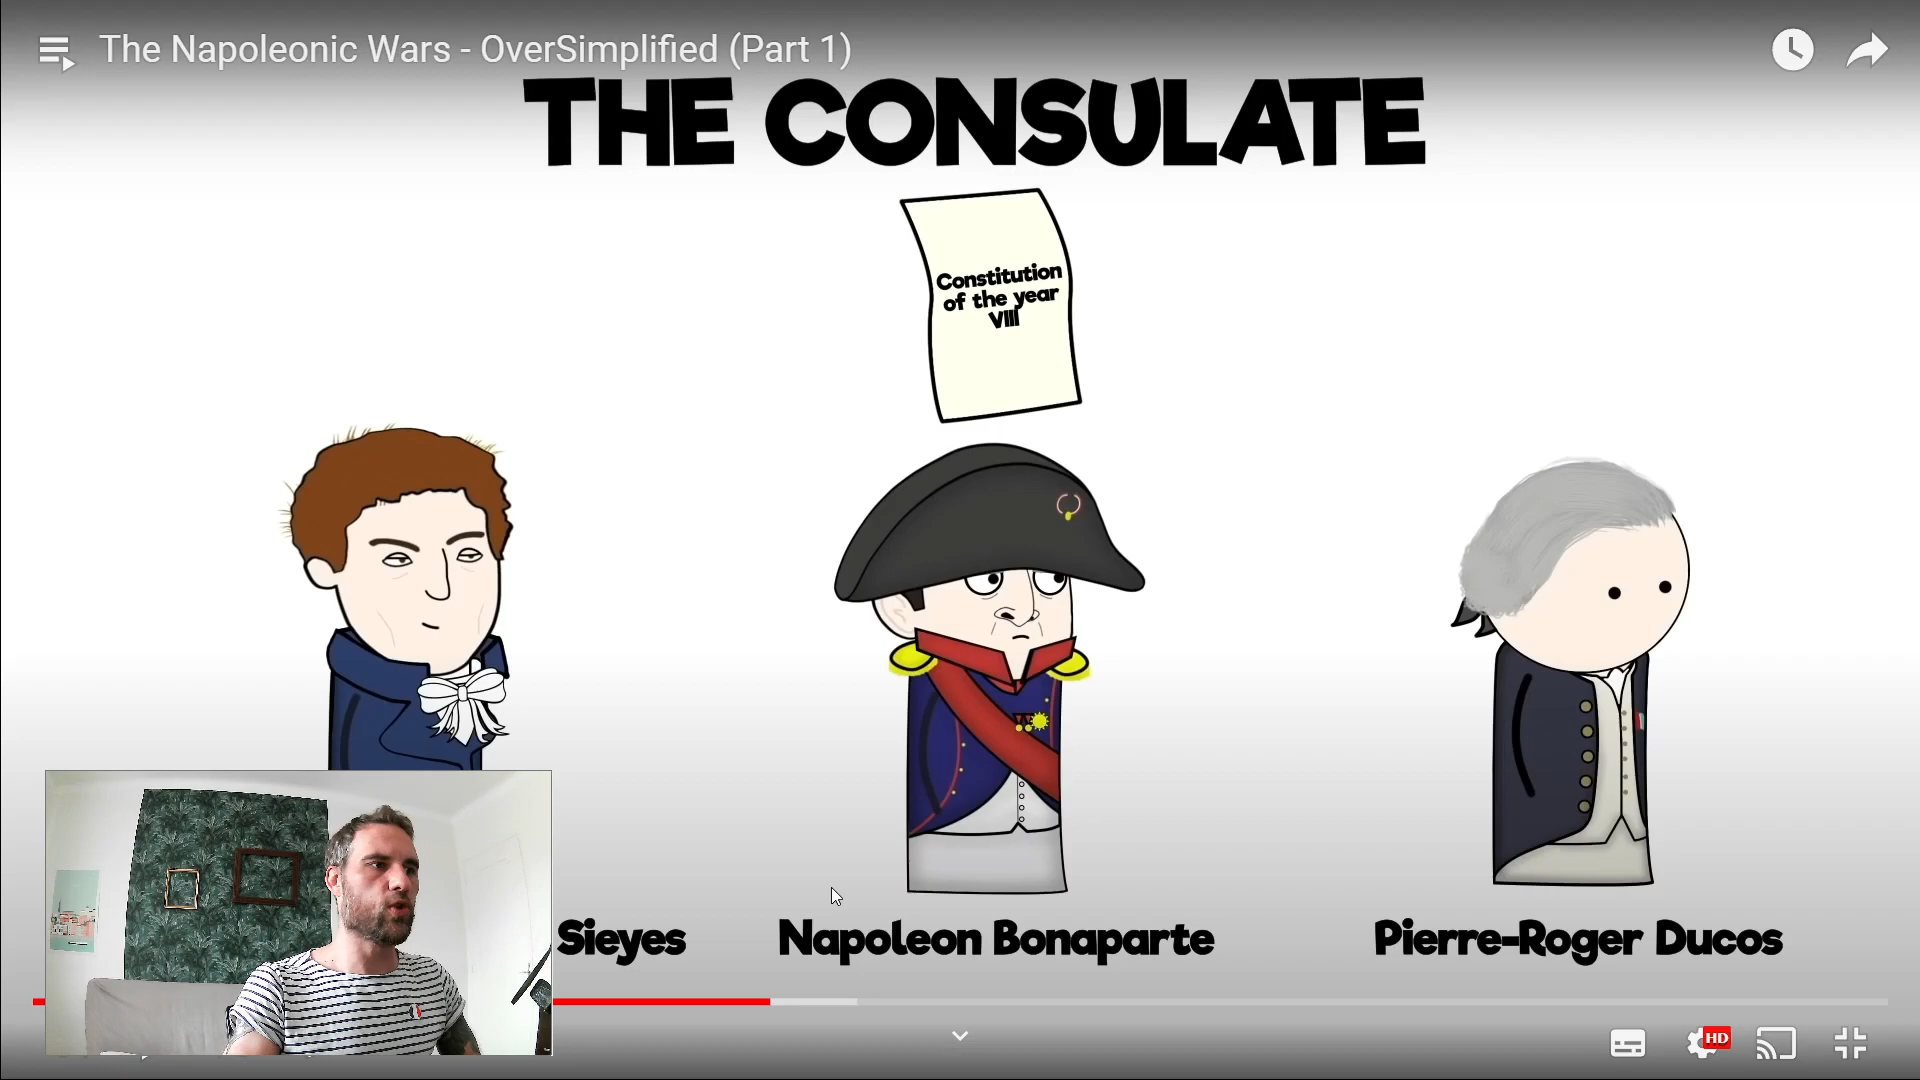 The Napoleonic Wars - OverSimplified (Part 1)
THE CONSULATE
Constitution
of the year
VIII
Sieyes
Napoleon Bonaparte
Pierre-Roger Ducos
HD